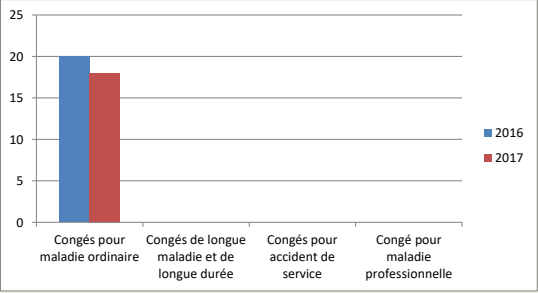 25
20
15
10
5
0
Congés pour
maladie ordinaire
Congés de longue
maladie et de
longue durée
Congés pour
accident de
service
Congé pour
maladie
professionnelle
2016
2017